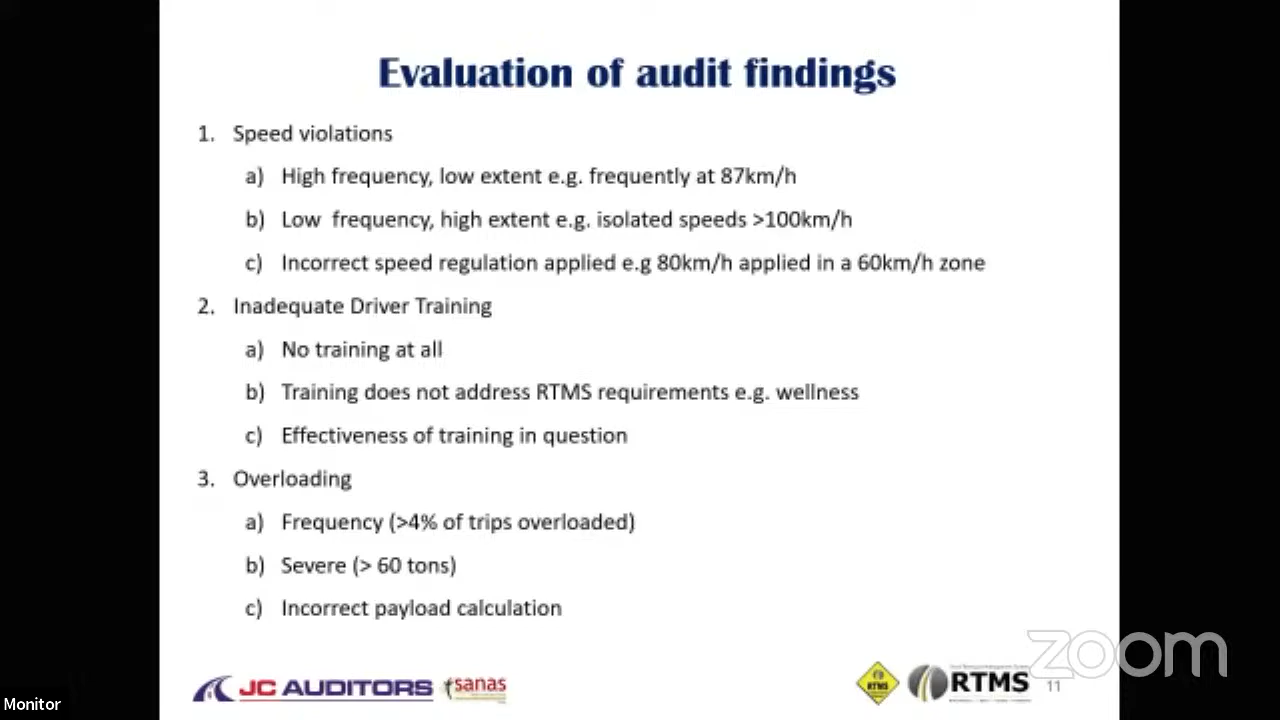 Evaluation of audit findings
1. Speed violations
a) High frequency, low extent e.g. frequently at 87km/h
b) Low frequency, high extent e.g. isolated speeds >100km/h
c) Incorrect speed regulation applied e.g 80km/h applied in a 60km/h zone
2. Inadequate Driver Training
a) No training at all
b) Training does not address RTMS requirements e.g. wellness
c) Effectiveness of training in question
3. Overloading
a) Frequency (>4% of trips overloaded)
b) Severe (> 60 tons)
c) Incorrect payload calculation
zoom
JC AUDITORS
sanas
RTMS
RTMS
11
Monitor